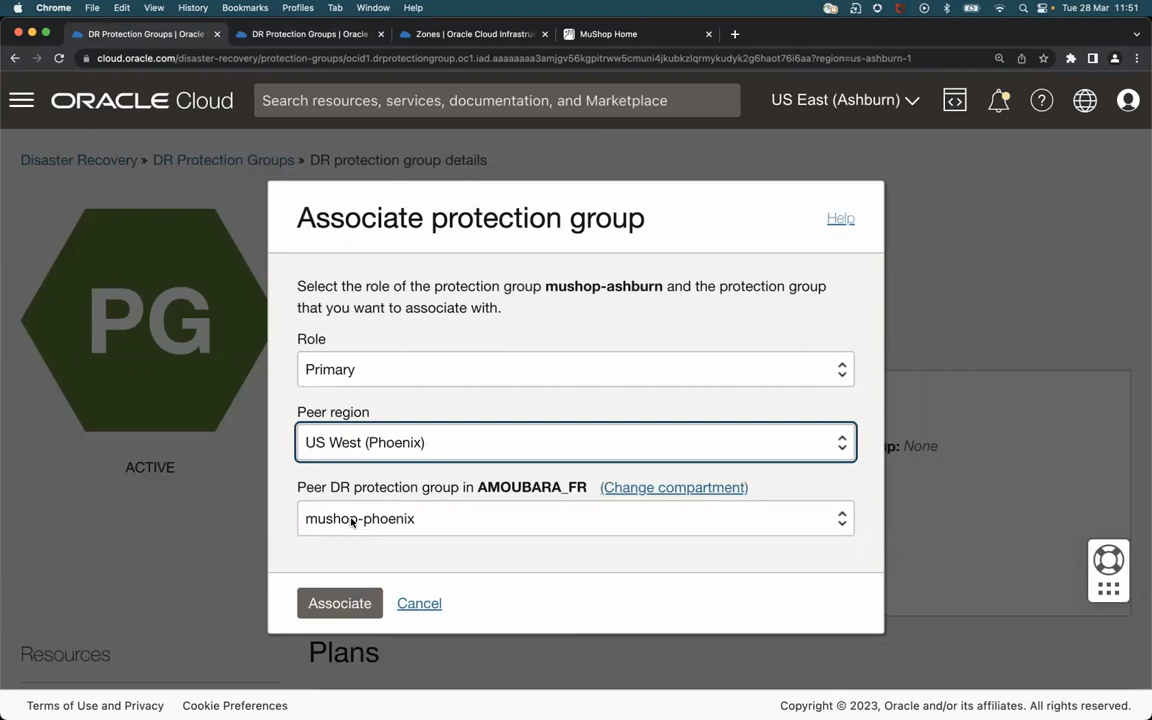 Chrome File Edit View History Bookmarks Profiles Tab Window Help Tue 28 Mar 11:51
DR Protection Groups | Oracle DR Protection Groups | Oracle Zones | Oracle Cloud Infrastru MuShop Home
cloud.oracle.com/disaster-recovery/protection-groups/ocid1.drprotectiongroup.oc1.iad.aaaaaaaa3amjgv56kgpitrww5cmuni4jkubkzlqrmykudyk2g6haot76i6aa?region=us-ashburn-1
ORACLE Cloud Search resources, services, documentation, and Marketplace US East (Ashburn)
Disaster Recovery » DR Protection Groups » DR protection group details
PG
ACTIVE
Associate protection group Help
Select the role of the protection group mushop-ashburn and the protection group
that you want to associate with.
Role
Primary
Peer region
US West (Phoenix)
p: None
Peer DR protection group in AMOUBARA_FR (Change compartment)
mushop-phoenix
Associate Cancel
Resources Plans
Terms of Use and Privacy Cookie Preferences Copyright © 2023, Oracle and/or its affiliates. All rights reserved.